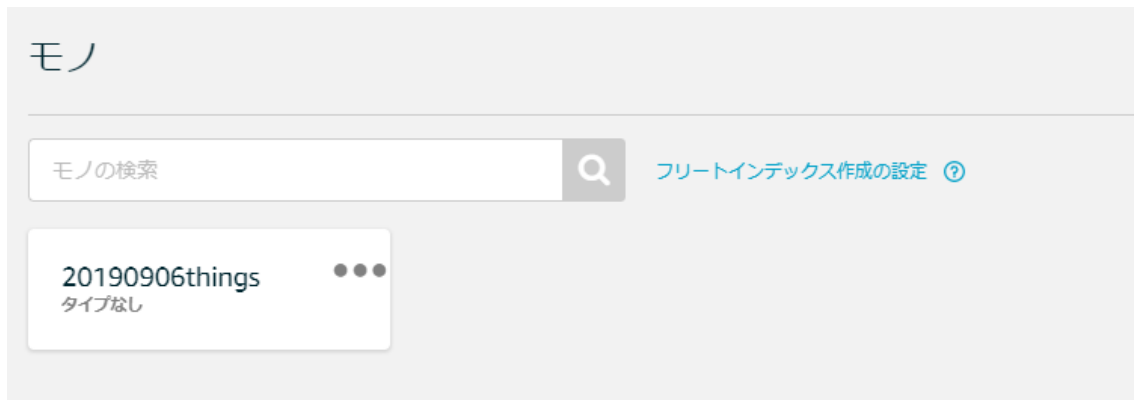 モノ
モノの検索
フリートインデックス作成の設定 ?
20190906things
タイプなし